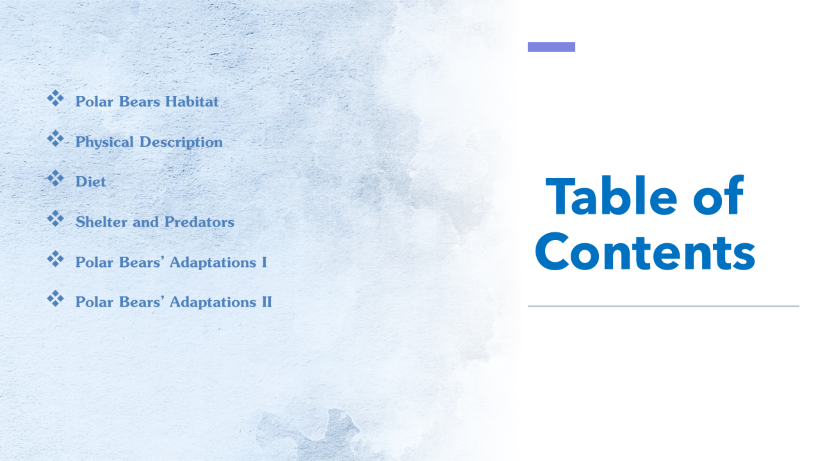 Polar Bears Habitat
Physical Description
Diet
Shelter and Predators
Polar Bears’ Adaptations I
Polar Bears’ Adaptations II
Table of
Contents